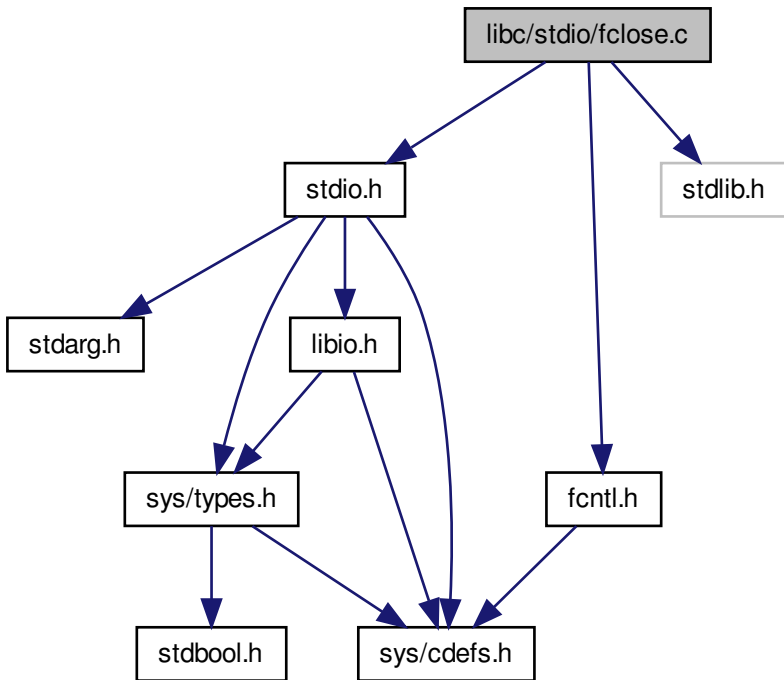 libc/stdio/fclose.c
stdio.h
stdlib.h
stdarg.h
libio.h
sys/types.h
fcntl.h
stdbool.h
sys/cdefs.h